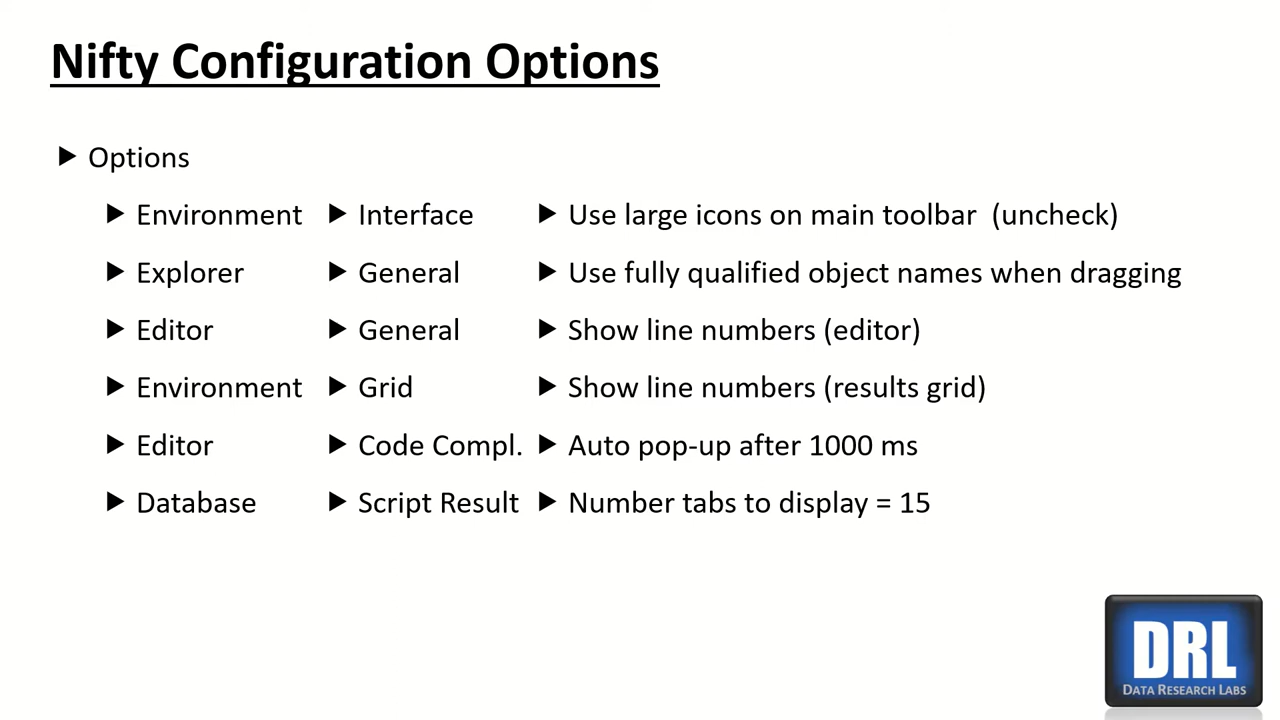 Nifty Configuration Options
Options
Environment Interface Use large icons on main toolbar (uncheck)
Explorer General Use fully qualified object names when dragging
Editor General Show line numbers (editor)
Environment Grid Show line numbers (results grid)
Editor Code Compl. Auto pop-up after 1000 ms
Database Script Result Number tabs to display = 15
DRL
DATA RESEARCH LABS